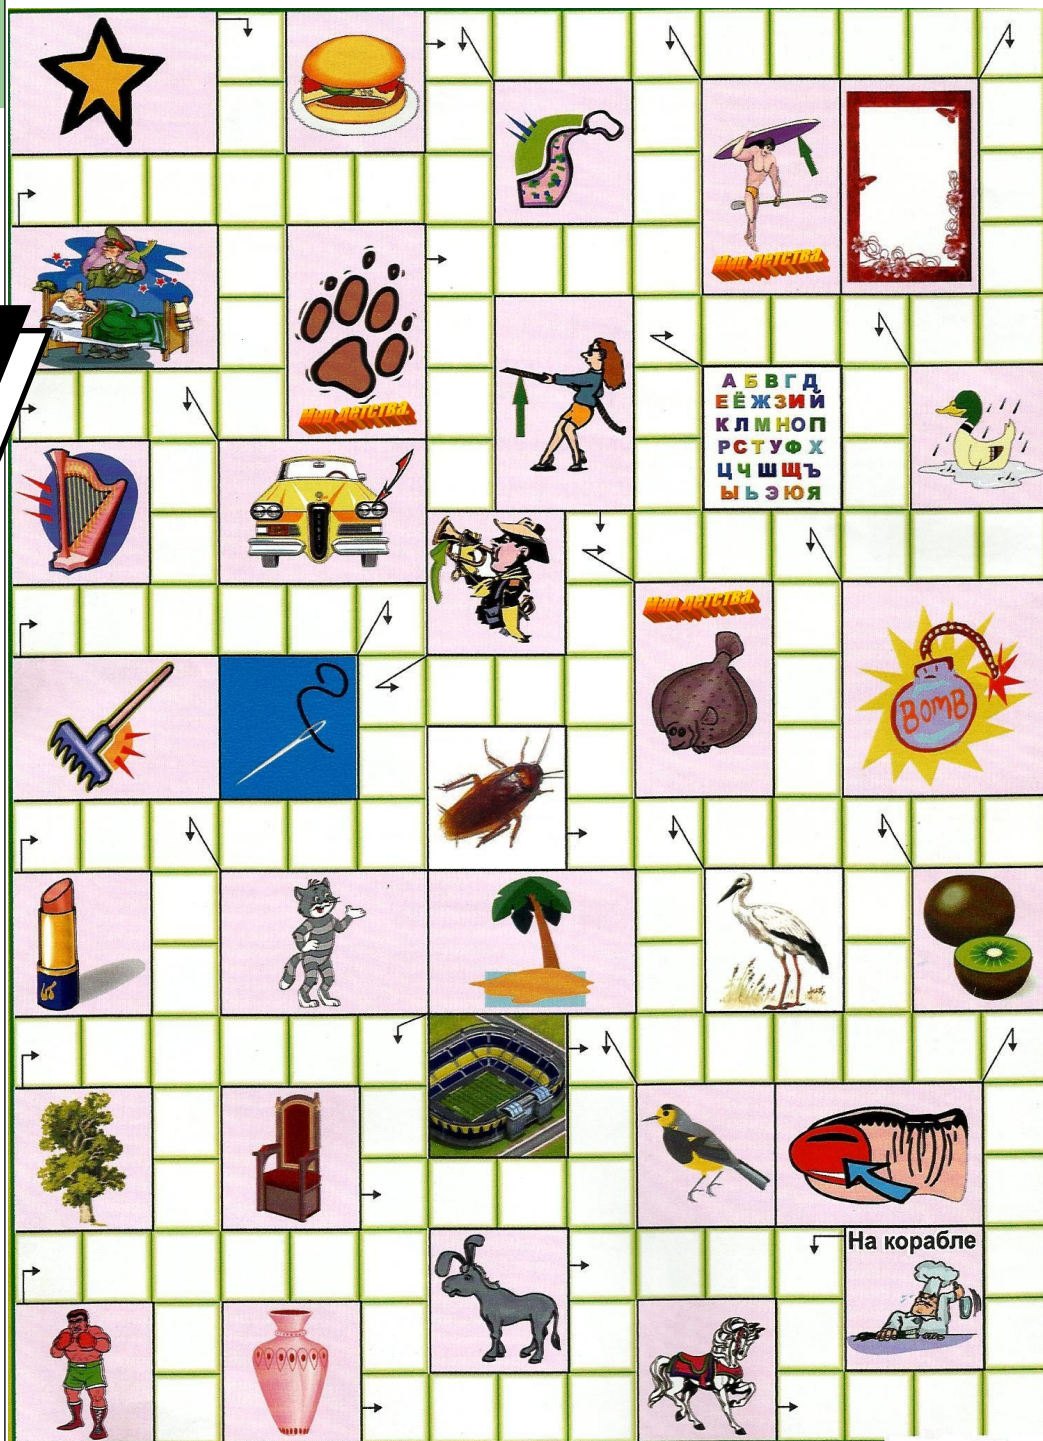 Мир детства.
Мир детства.
А Б В Г Д
Е Ё Ж З И Й
К Л М Н О П
Р С Т У Ф Х
Ц Ч Ш Щ Ъ
Ы Ь Э Ю Я
Мир детства.
BOMB
На корабле